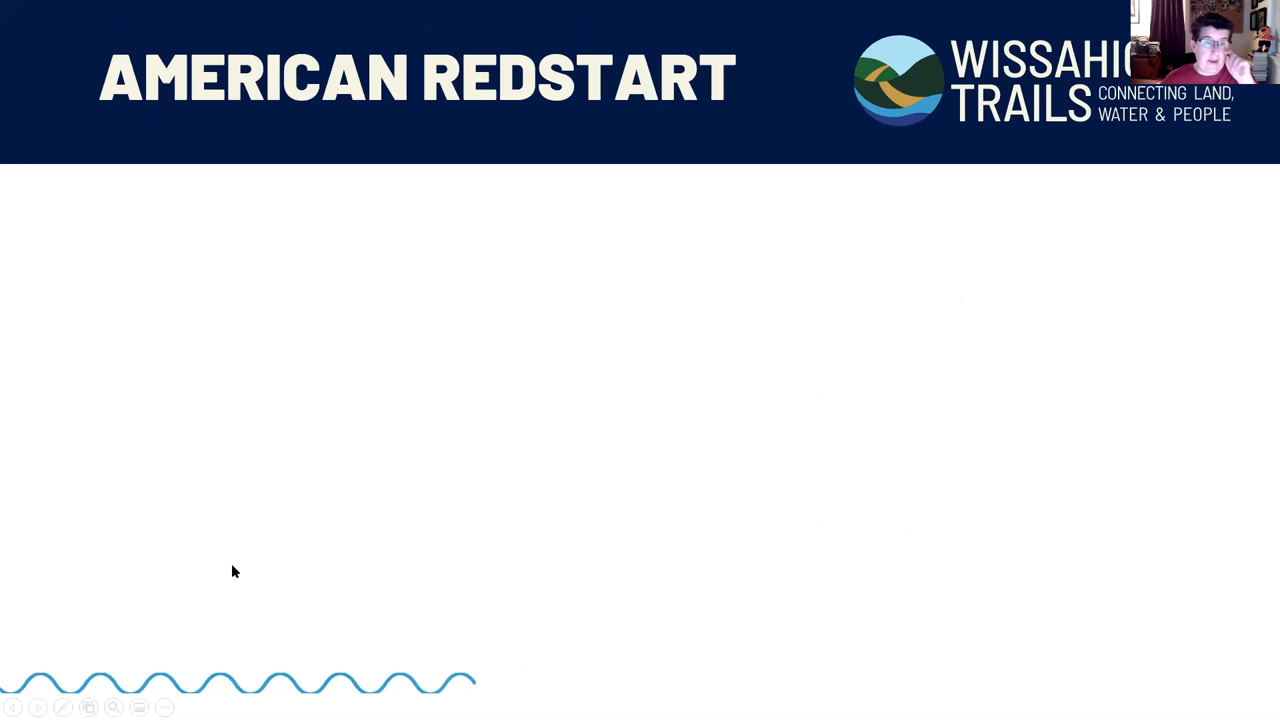 AMERICAN REDSTART
TRAILS
CONNECTING LAND,
WATER & PEOPLE